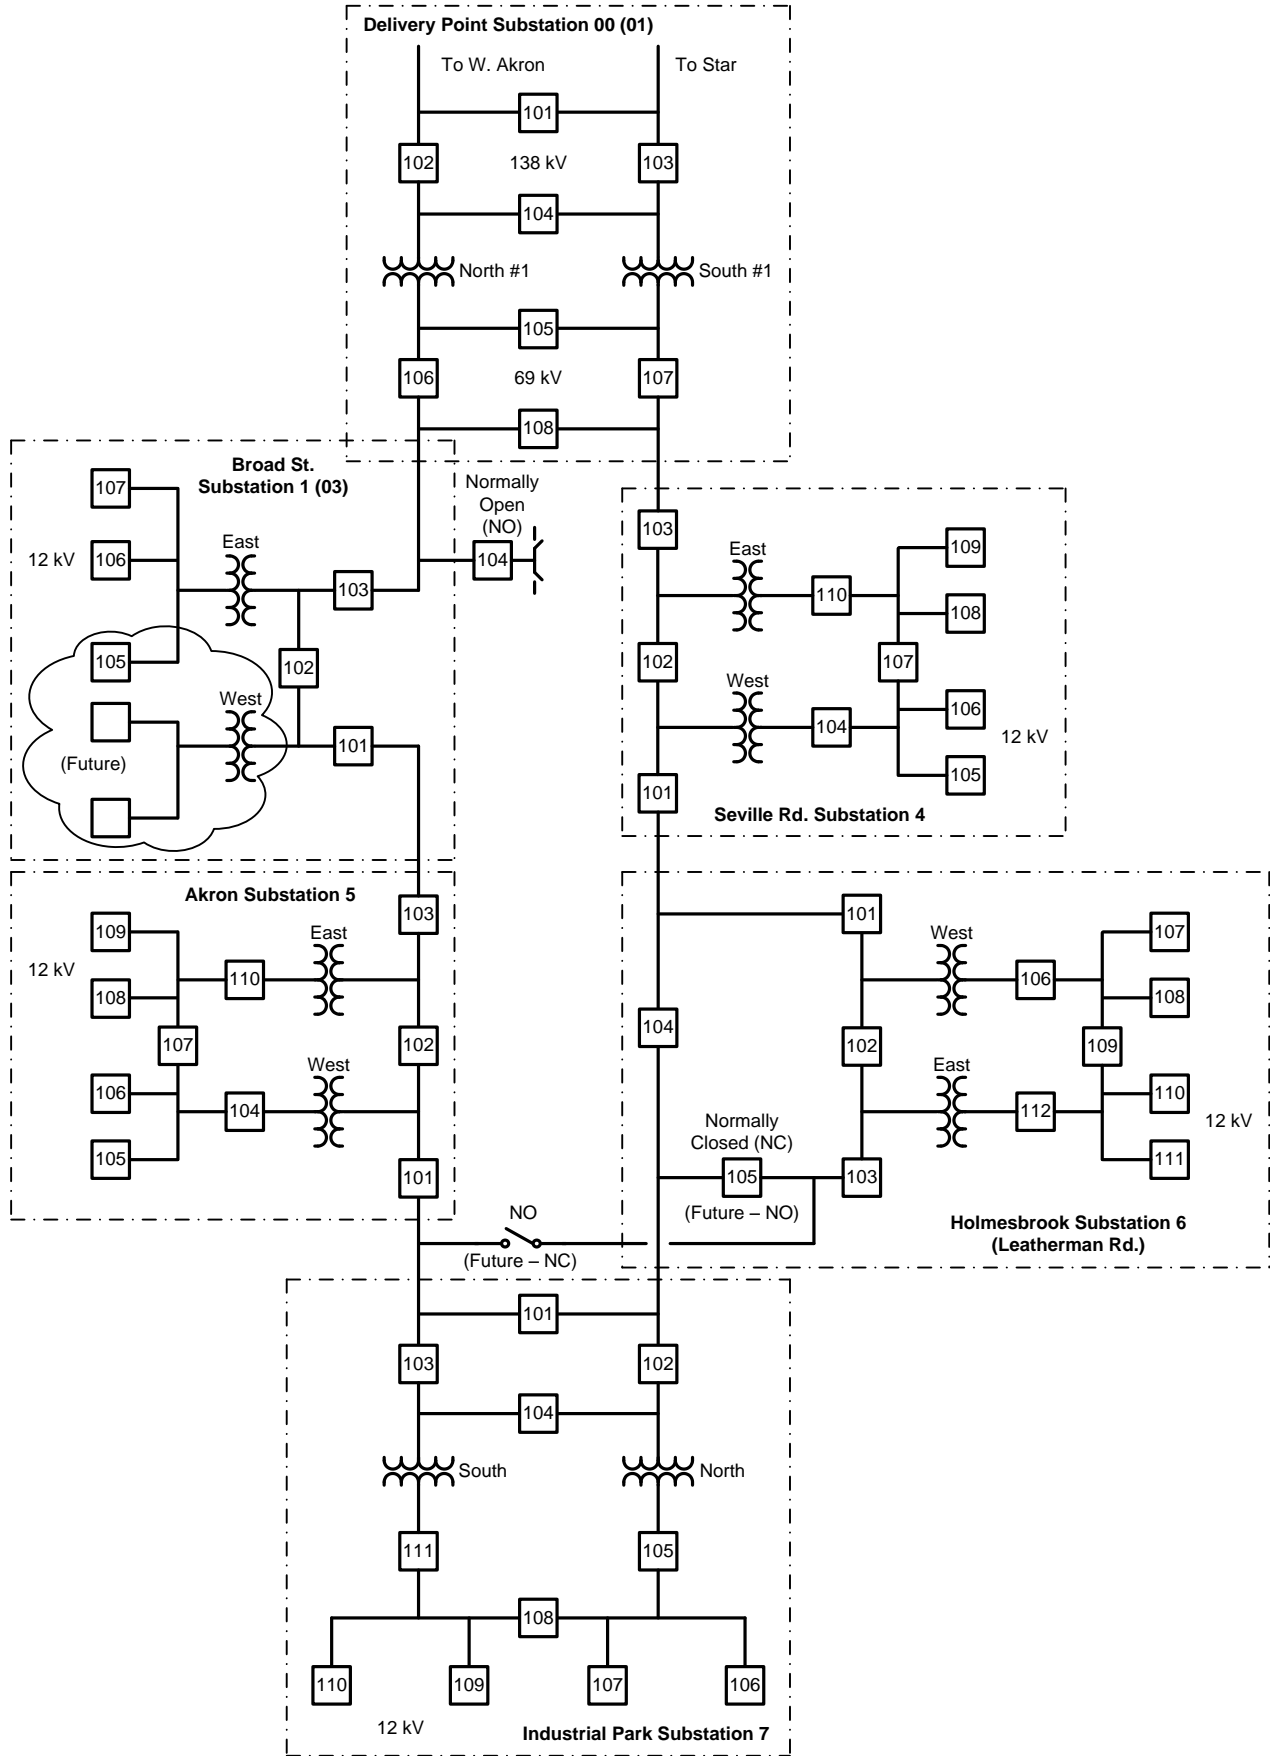 Delivery Point Substation 00 (01)
To W. Akron
To Star
101
102
138 kV
103
104
North #1
South #1
105
106
69 kV
107
108
Broad St.
Substation 1 (03)
107
12 kV
106
East
103
105
102
West
(Future)
101
Normally
Open
(NO)
104
103
East
110
109
108
102
107
West
104
106
12 kV
105
101
Seville Rd. Substation 4
Akron Substation 5
103
109
East
12 kV
110
108
107
102
West
106
104
105
101
101
West
107
106
108
104
102
109
East
112
110
12 kV
111
Normally
Closed (NC)
105
103
(Future – NO)
Holmesbrook Substation 6
(Leatherman Rd.)
NO
(Future – NC)
101
103
102
104
South
North
111
105
108
110
109
107
106
12 kV
Industrial Park Substation 7